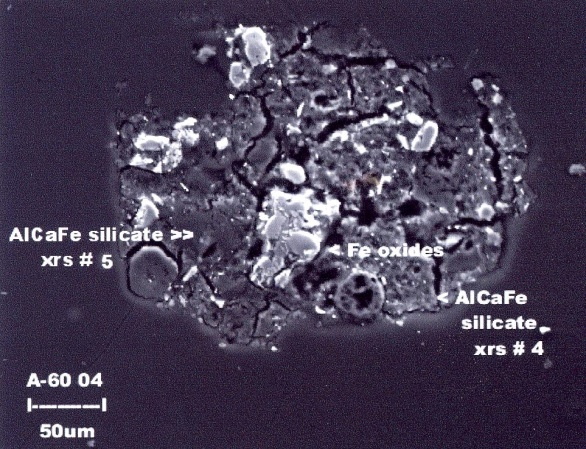 AlCaFe silicate >>
xrs # 5
< Fe oxides
< AlCaFe
silicate
xrs # 4
A-60 04
|---------|
50um